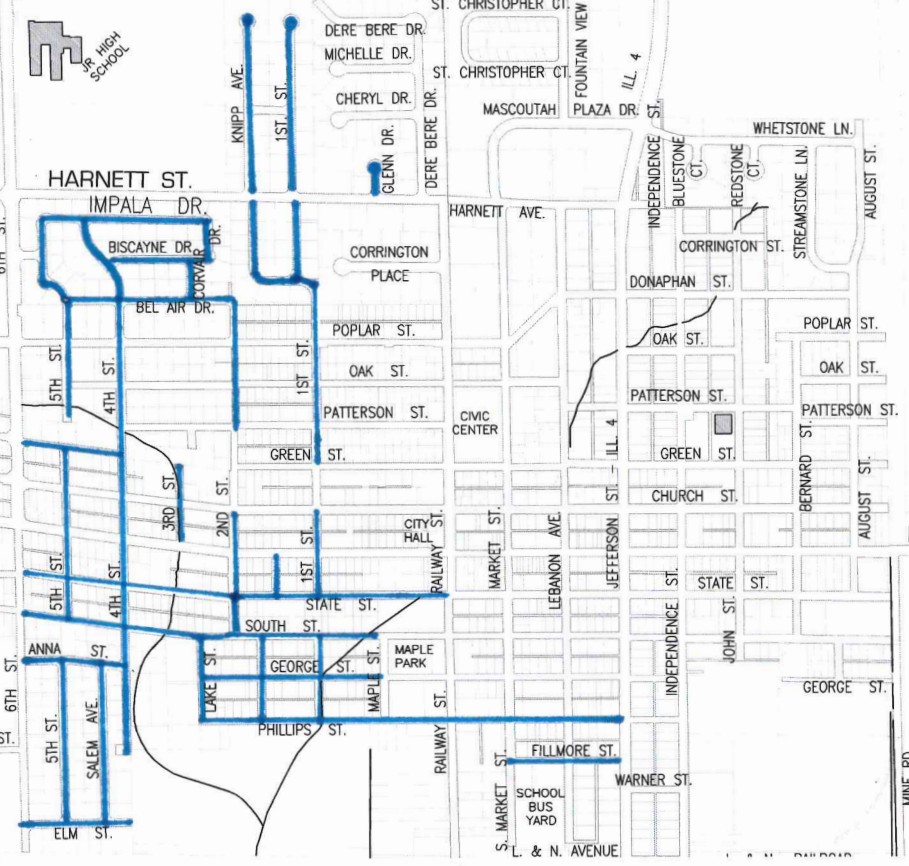 ST. CHRISTOPHER CT.
DERE BERE DR.
MICHELLE DR.
ST. CHRISTOPHER CT.
FOUNTAIN VIEW
ILL. 4
JR HIGH
SCHOOL
KNIPP AVE.
1ST ST.
CHERYL DR.
DERE BERE DR.
GLENN DR.
MASCOUTAH PLAZA DR.
INDEPENDENCE ST.
WHETSTONE LN.
BLUESTONE CT.
REDSTONE CT.
STREAMSTONE LN.
AUGUST ST.
HARNETT ST.
IMPALA DR.
HARNETT AVE.
6TH ST.
BISCAYNE DR.
CORVAIR DR.
CORRINGTON
PLACE
CORRINGTON ST.
DONAPHAN ST.
BEL AIR DR.
POPLAR ST.
POPLAR ST.
OAK ST.
5TH ST.
4TH ST.
1ST ST.
OAK ST.
OAK ST.
PATTERSON ST.
PATTERSON ST.
PATTERSON ST.
CIVIC
CENTER
GREEN ST.
GREEN ST.
BERNARD ST.
AUGUST ST.
3RD ST.
2ND ST.
CHURCH ST.
JEFFERSON ST. - ILL. 4
CITY
HALL
RAILWAY ST.
MARKET ST.
LEBANON AVE.
5TH ST.
4TH ST.
1ST ST.
STATE ST.
STATE ST.
INDEPENDENCE ST.
JOHN ST.
SOUTH ST.
ANNA ST.
6TH ST.
LAKE ST.
GEORGE ST.
MAPLE ST.
MAPLE
PARK
GEORGE ST.
5TH ST.
SALEM AVE.
PHILLIPS ST.
RAILWAY ST.
ST.
FILLMORE ST.
S. MARKET ST.
WARNER ST.
SCHOOL
BUS
YARD
MINE RD.
ELM ST.
L. & N. AVENUE
L. & N. RAILROAD